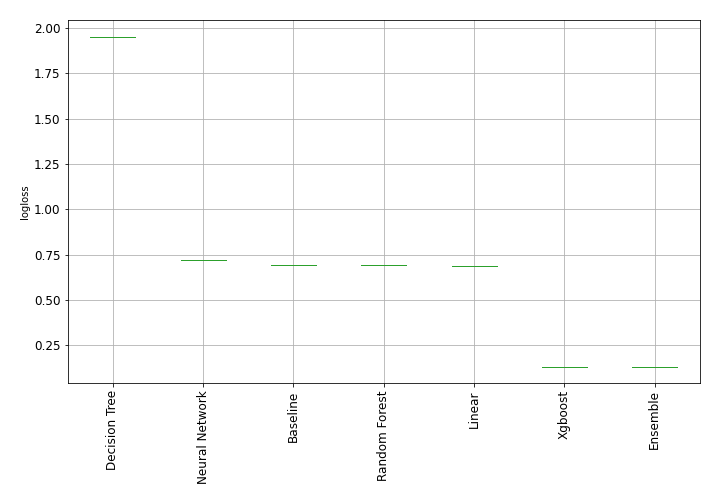 2.00
1.75
1.50
1.25
1.00
0.75
0.50
0.25
logloss
Decision Tree
Neural Network
Baseline
Random Forest
Linear
Xgboost
Ensemble